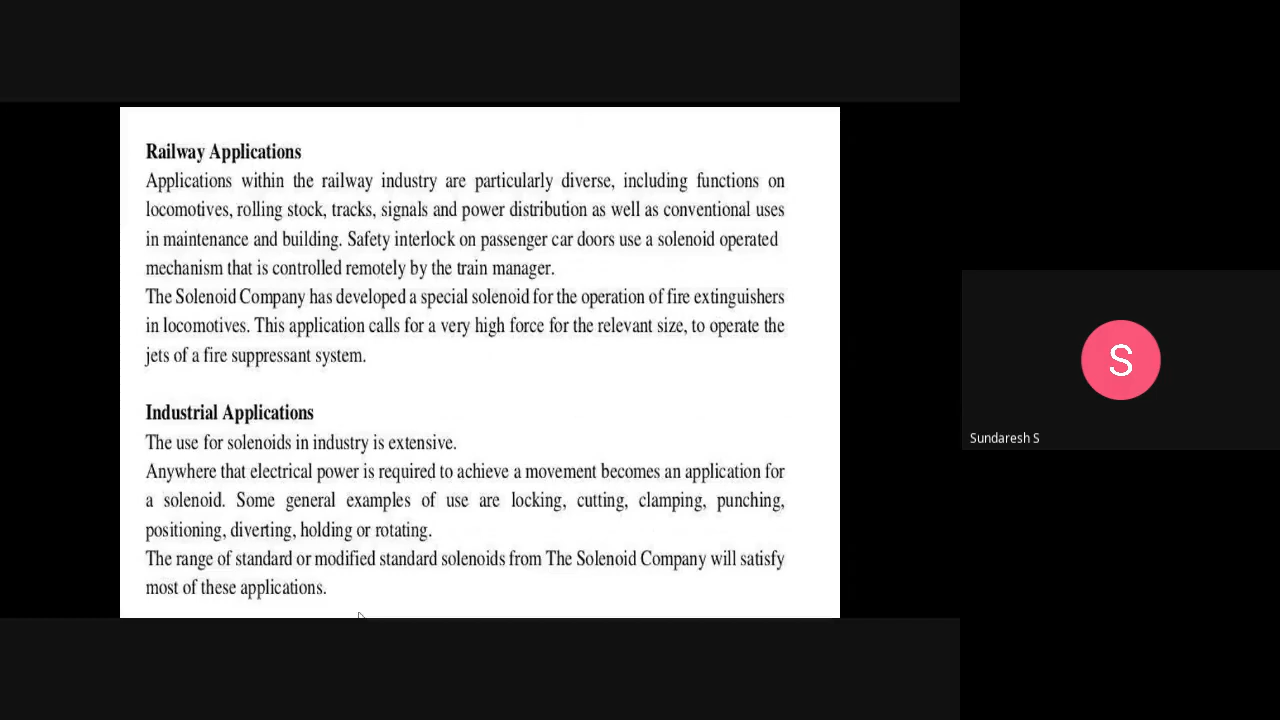 Railway Applications
Applications within the railway industry are particularly diverse, including functions on
locomotives, rolling stock, tracks, signals and power distribution as well as conventional uses
in maintenance and building. Safety interlock on passenger car doors use a solenoid operated
mechanism that is controlled remotely by the train manager.
The Solenoid Company has developed a special solenoid for the operation of fire extinguishers
in locomotives. This application calls for a very high force for the relevant size, to operate the
jets of a fire suppressant system.
Industrial Applications
The use for solenoids in industry is extensive.
Anywhere that electrical power is required to achieve a movement becomes an application for
a solenoid. Some general examples of use are locking, cutting, clamping, punching,
positioning, diverting, holding or rotating.
The range of standard or modified standard solenoids from The Solenoid Company will satisfy
most of these applications.
S
Sundaresh S